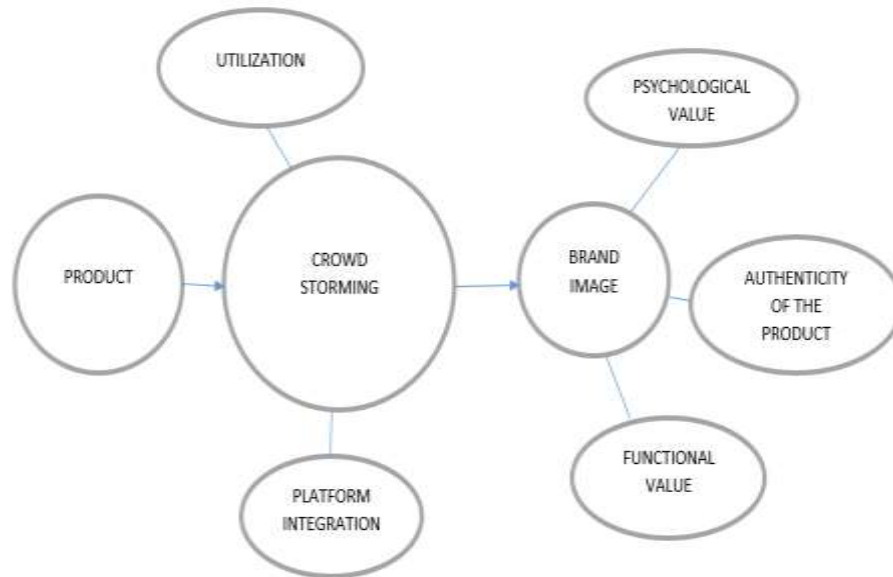 UTILIZATION
PSYCHOLOGICAL
VALUE
PRODUCT
CROWD
STORMING
BRAND
IMAGE
AUTHENTICITY
OF THE
PRODUCT
PLATFORM
INTEGRATION
FUNCTIONAL
VALUE